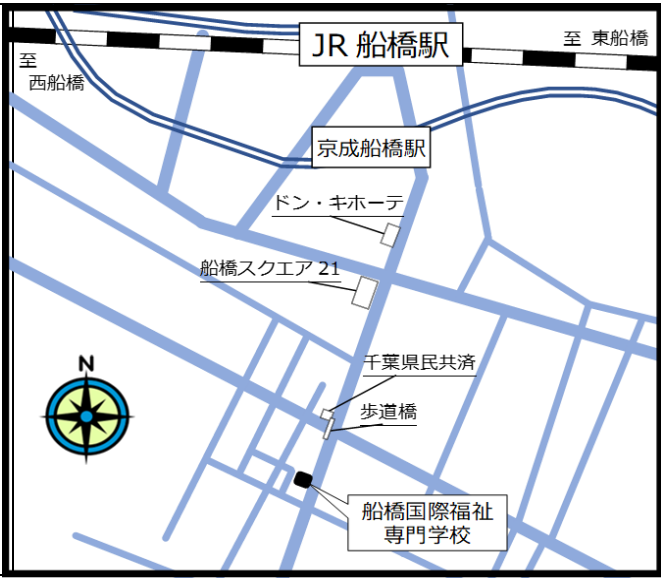 JR 船橋駅
至 東船橋
至
西船橋
京成船橋駅
ドン・キホーテ
船橋スクエア 21
N
千葉県民共済
歩道橋
船橋国際福祉
専門学校